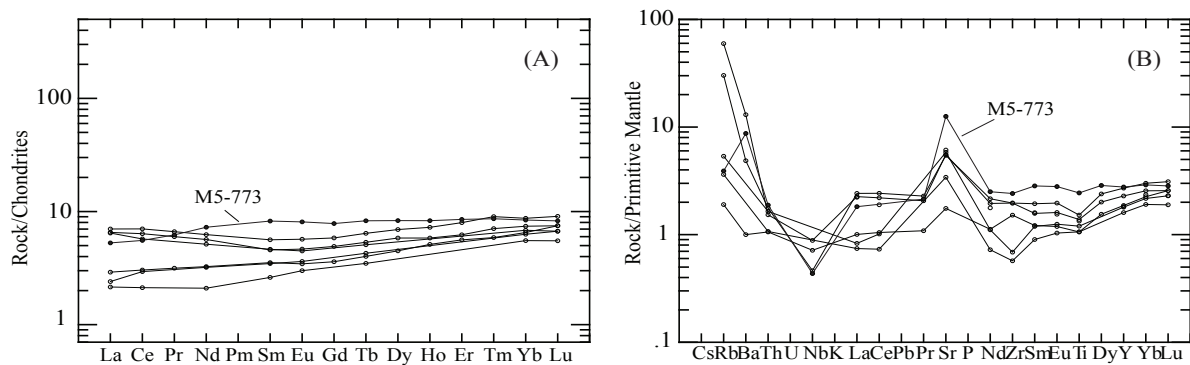 (A)
Rock/Chondrites
100
10
1
M5-773
La Ce Pr Nd Pm Sm Eu Gd Tb Dy Ho Er Tm Yb Lu
(B)
Rock/Primitive Mantle
100
10
1
.1
M5-773
CsRbBaThU NbK LaCePbPr Sr P NdZrSmEuTi DyY YbLu